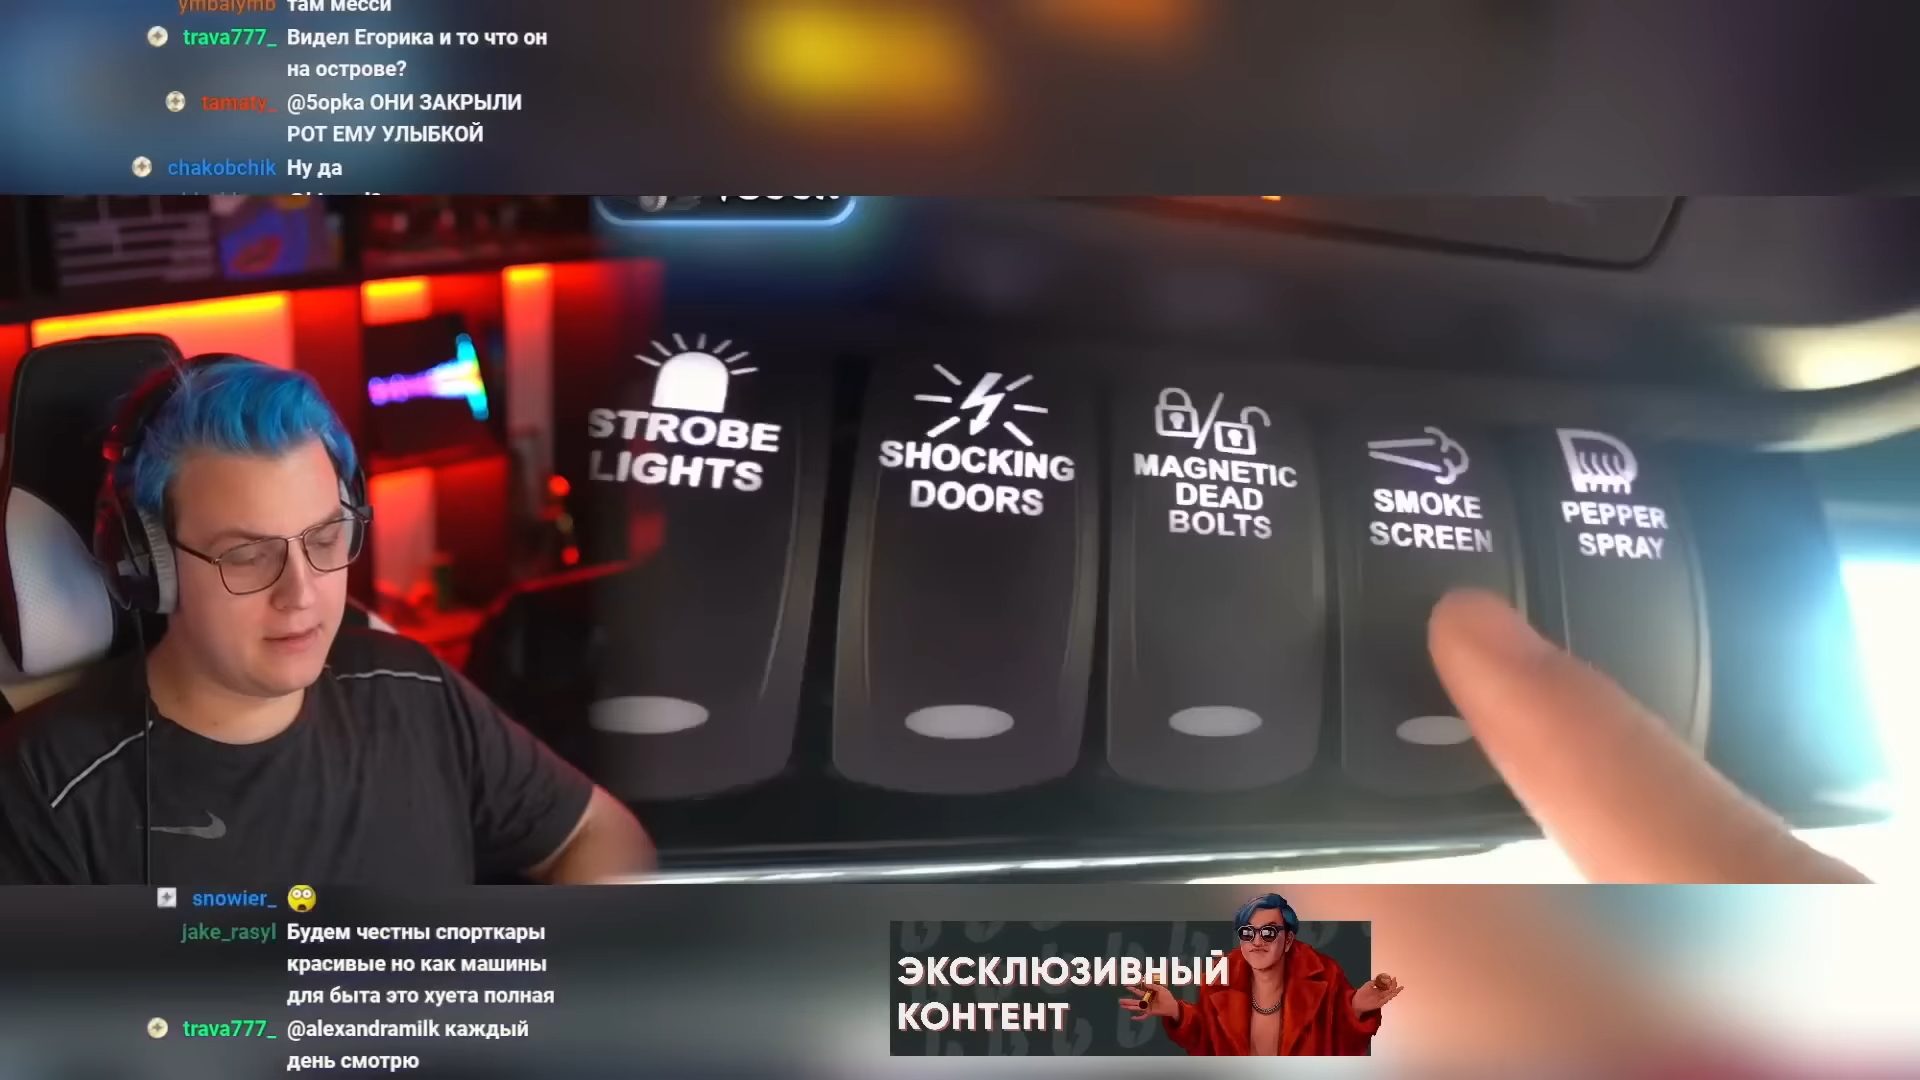 ymbalymb там месси
trava777_ Видел Егорика и то что он
на острове?
tamaty_ @5opka ОНИ ЗАКРЫЛИ
РОТ ЕМУ УЛЫБКОЙ
chakobchik Ну да
STROBE
LIGHTS
SHOCKING
DOORS
MAGNETIC
DEAD
BOLTS
SMOKE
SCREEN
PEPPER
SPRAY
snowier_
jake_rasyl Будем честны спорткары
красивые но как машины
для быта это хуета полная
trava777_ @alexandramilk каждый
день смотрю
ЭКСКЛЮЗИВНЫЙ
КОНТЕНТ